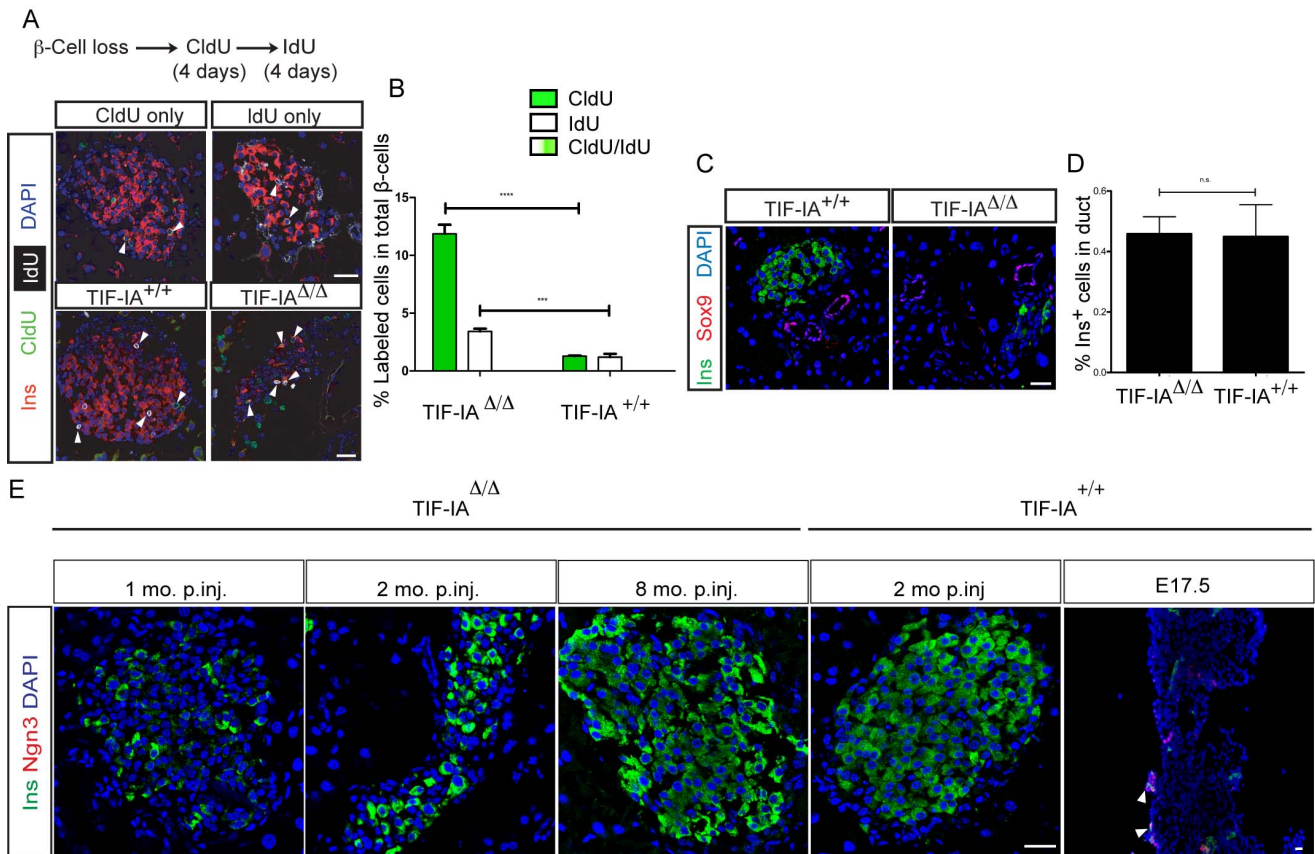 A
β-Cell loss → CldU → IdU
(4 days) (4 days)
CldU only
IdU only
TIF-IA+/+
TIF-IAΔ/Δ
Ins CldU IdU DAPI
B
CldU
IdU
CldU/IdU
% Labeled cells in total β-cells
15
10
5
0
****
***
TIF-IA Δ/Δ
TIF-IA +/+
C
TIF-IA+/+
TIF-IAΔ/Δ
Ins Sox9 DAPI
D
% Ins+ cells in duct
0.6
0.4
0.2
0.0
n.s.
TIF-IAΔ/Δ
TIF-IA+/+
E
TIF-IAΔ/Δ
TIF-IA+/+
1 mo. p.inj.
2 mo. p.inj.
8 mo. p.inj.
2 mo p.inj
E17.5
Ins Ngn3 DAPI